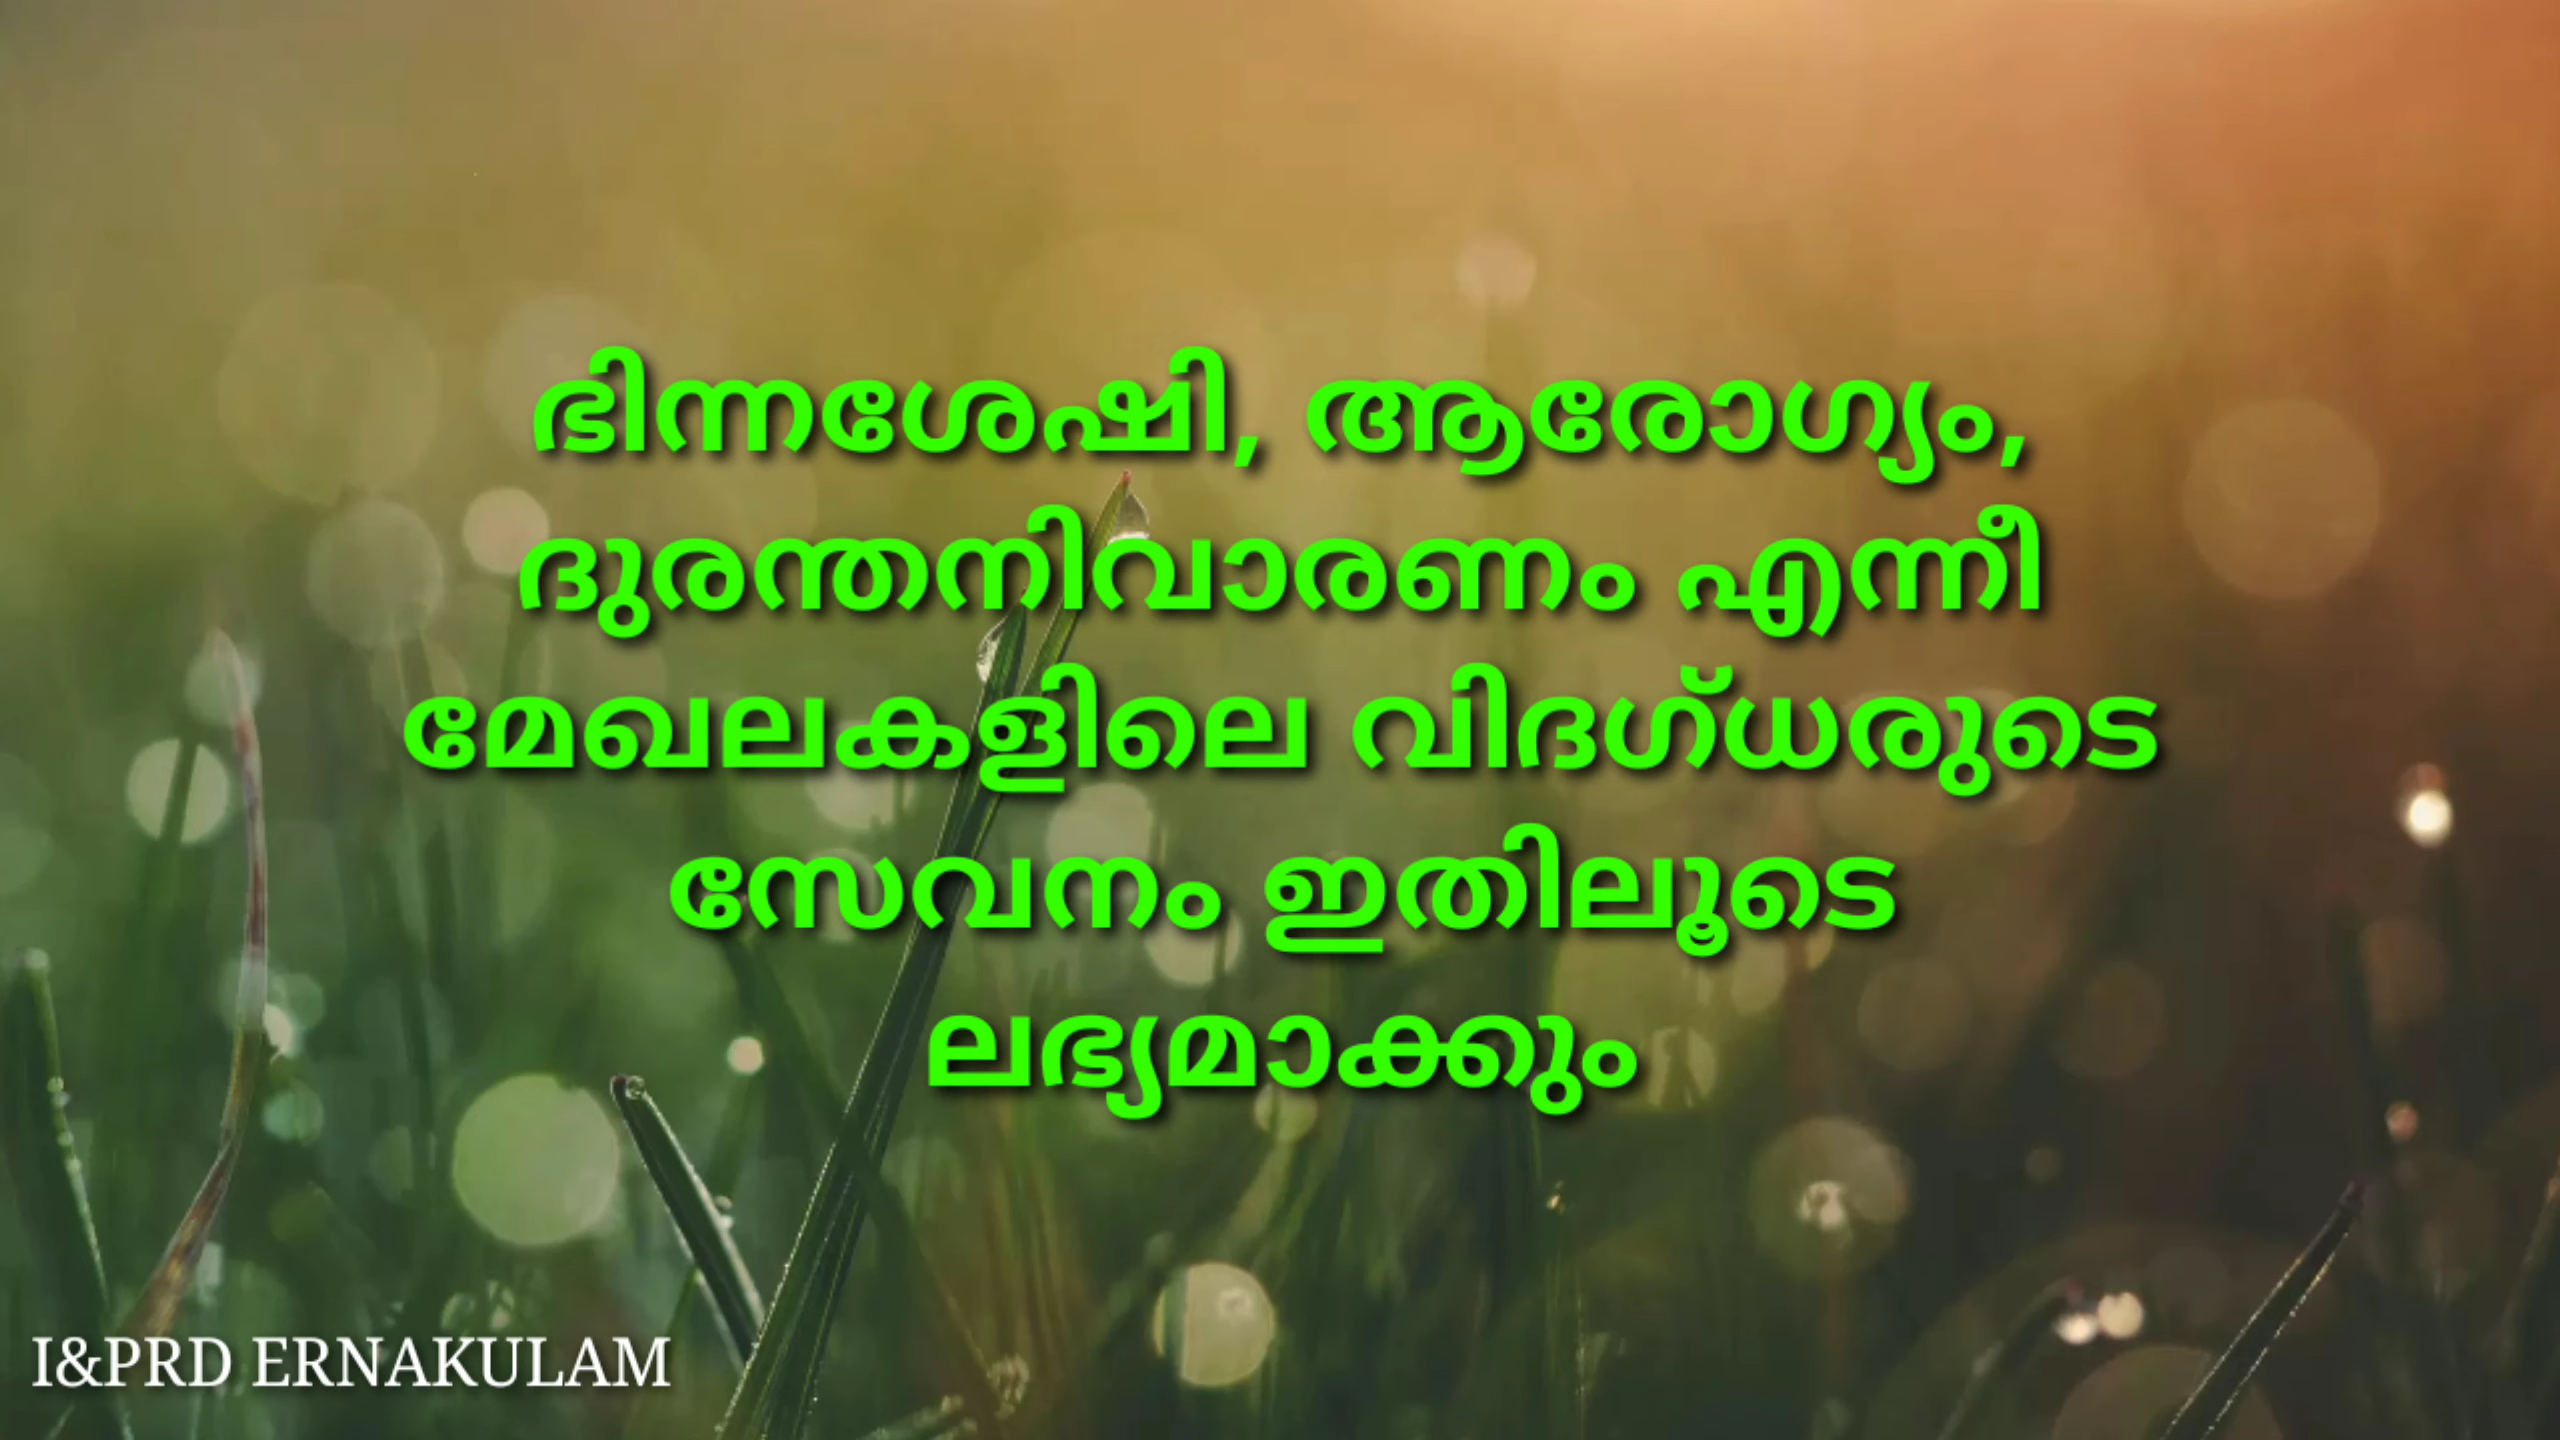 ഭിന്നശേഷി, ആരോഗ്യം,
ദുരന്തനിവാരണം എന്നീ
മേഖലകളിലെ വിദഗ്ധരുടെ
സേവനം ഇതിലൂടെ
ലഭ്യമാക്കും
I&PRD ERNAKULAM